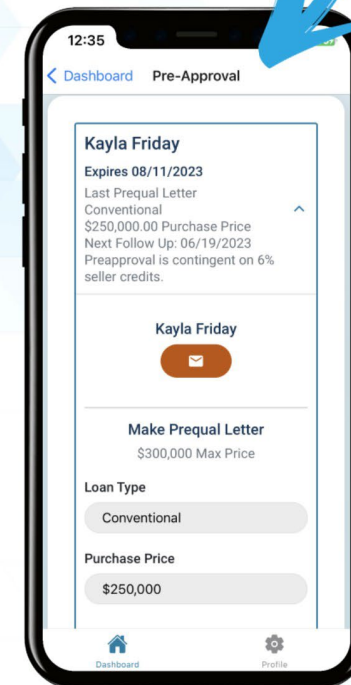 12:35
Dashboard Pre-Approval
Kayla Friday
Expires 08/11/2023
Last Prequal Letter
Conventional
$250,000.00 Purchase Price
Next Follow Up: 06/19/2023
Preapproval is contingent on 6%
seller credits.
Kayla Friday
Make Prequal Letter
$300,000 Max Price
Loan Type
Conventional
Purchase Price
$250,000
Dashboard Profile